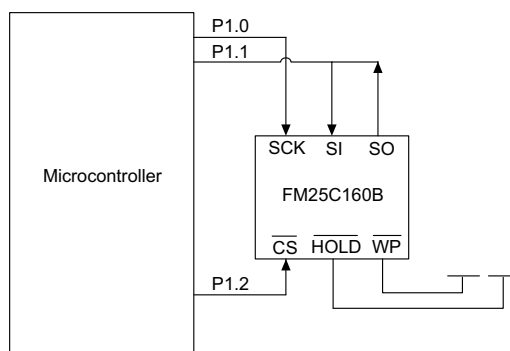 P1.0
P1.1
SCK SI SO
Microcontroller
FM25C160B
CS HOLD WP
P1.2